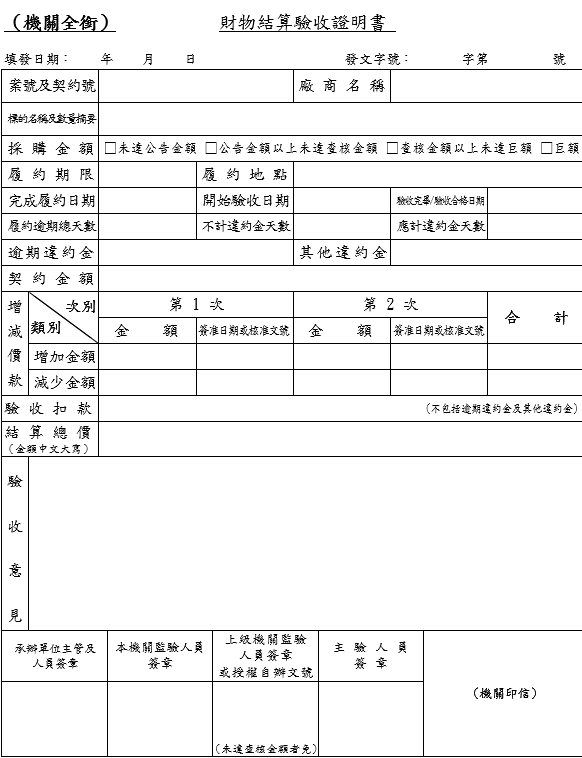 （機關全銜） 財物結算驗收證明書
填發日期： 年 月 日 發文字號： 字第 號
案號及契約號 廠商名稱
標的名稱及數量摘要
採購金額 □未達公告金額 □公告金額以上未達查核金額 □查核金額以上未達巨額 □巨額
履約期限 履約地點
完成履約日期 開始驗收日期 驗收完畢/驗收合格日期
履約逾期總天數 不計違約金天數 應計違約金天數
逾期違約金 其他違約金
契約金額
增減價款 次別 類別 第1次 第2次 合計
金額 簽准日期或核准文號 金額 簽准日期或核准文號
增加金額
減少金額
驗收扣款 （不包括逾期違約金及其他違約金）
結算總價
（金額中文大寫）
驗收意見
承辦單位主管及人員簽章 本機關監驗人員簽章 上級機關監驗人員簽章或授權自辦文號 主驗人員簽章 （機關印信）
（未達查核金額者免）